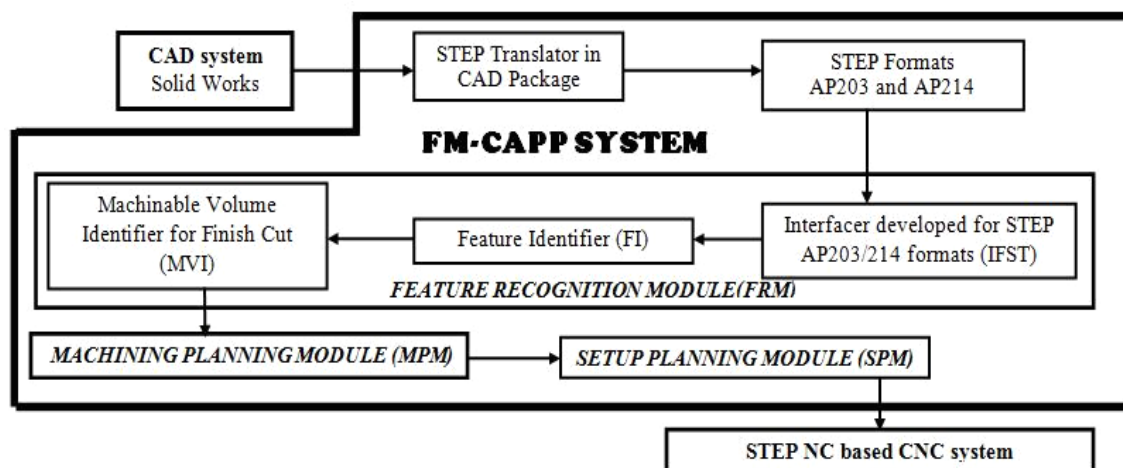 CAD system
Solid Works
STEP Translator in
CAD Package
STEP Formats
AP203 and AP214
FM-CAPP SYSTEM
Machinable Volume
Identifier for Finish Cut
(MVI)
Feature Identifier (FI)
Interfacer developed for STEP
AP203/214 formats (IFST)
FEATURE RECOGNITION MODULE(FRM)
MACHINING PLANNING MODULE (MPM)
SETUP PLANNING MODULE (SPM)
STEP NC based CNC system